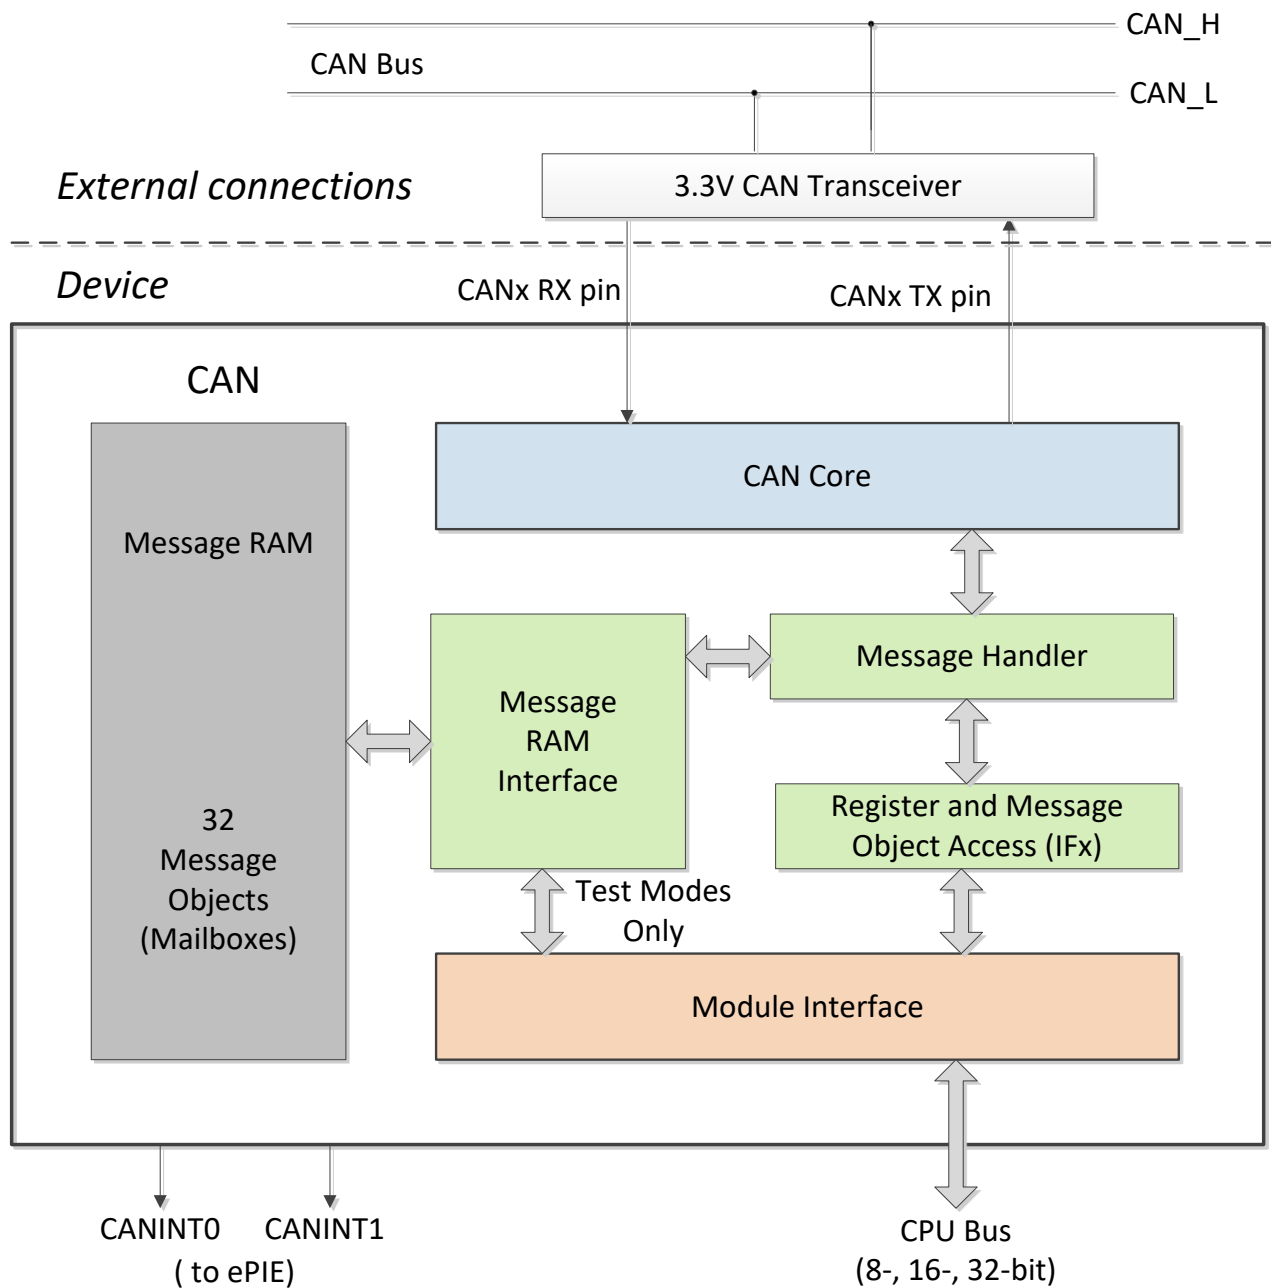 CAN_H
CAN Bus
CAN_L
External connections
3.3V CAN Transceiver
Device
CANx RX pin
CANx TX pin
CAN
CAN Core
Message RAM
Message Handler
Message
RAM
Interface
Register and Message
Object Access (IFx)
32
Message
Objects
(Mailboxes)
Test Modes
Only
Module Interface
CANINT0
CANINT1
( to ePIE)
CPU Bus
(8-, 16-, 32-bit)